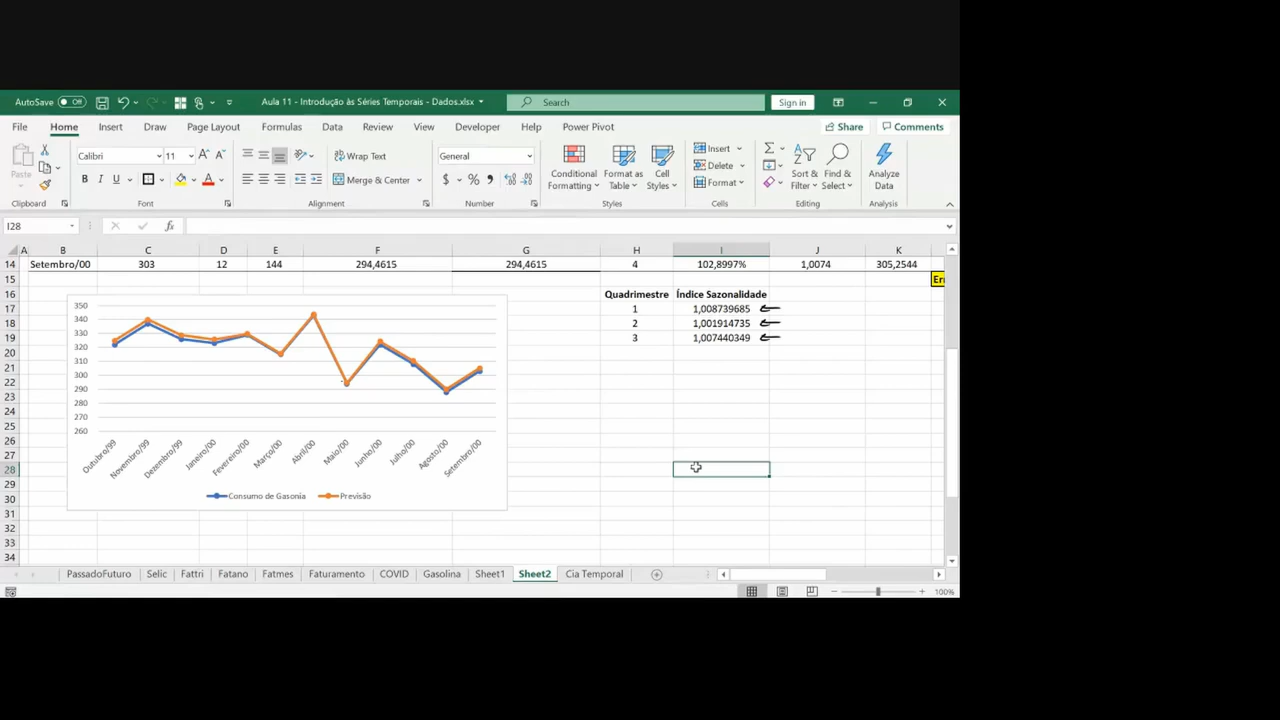 AutoSave Off Aula 11 - Introdução às Séries Temporais - Dados.xlsx Search Sign in
File Home Insert Draw Page Layout Formulas Data Review View Developer Help Power Pivot Share Comments
Paste Calibri 11 Wrap Text General Conditional Formatting Format as Table Cell Styles Insert Sort & Filter Find & Select Analyze Data
B I U Merge & Center $ % Delete
Format
Clipboard Font Alignment Number Styles Cells Editing Analysis
I28 fx
A B C D E F G H I J K
14 Setembro/00 303 12 144 294,4615 294,4615 4 102,8997% 1,0074 305,2544
15
16 Quadrimestre Índice Sazonalidade
17 1 1,008739685
18 2 1,001914735
19 3 1,007440349
20
21
22
23
24
25
26
27
28
29
30
31
32
33
34
350
340
330
320
310
300
290
280
270
260
Outubro/99 Novembro/99 Dezembro/99 Janeiro/00 Fevereiro/00 Março/00 Abril/00 Maio/00 Junho/00 Julho/00 Agosto/00 Setembro/00
Consumo de Gasonia Previsão
PassadoFuturo Selic Fattri Fatano Fatmes Faturamento COVID Gasolina Sheet1 Sheet2 Cia Temporal
100%